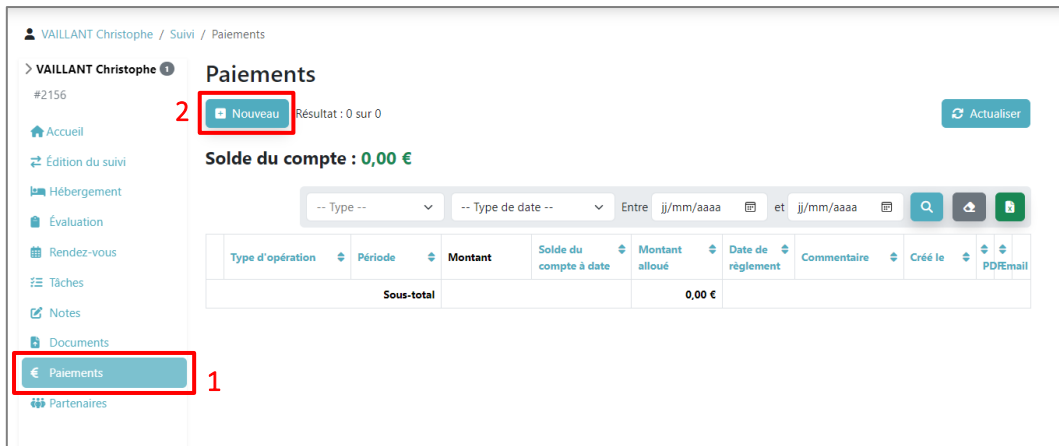 VAILLANT Christophe / Suivi / Paiements
VAILLANT Christophe 1
#2156
Accueil
Édition du suivi
Hébergement
Évaluation
Rendez-vous
Tâches
Notes
Documents
€ Paiements
1
Partenaires
Paiements
2
Nouveau
Résultat : 0 sur 0
Actualiser
Solde du compte : 0,00 €
-- Type -- -- Type de date -- Entre jj/mm/aaaa et jj/mm/aaaa
Type d'opération Période Montant Solde du compte à date Montant alloué Date de règlement Commentaire Créé le PDF Email
Sous-total 0,00 €